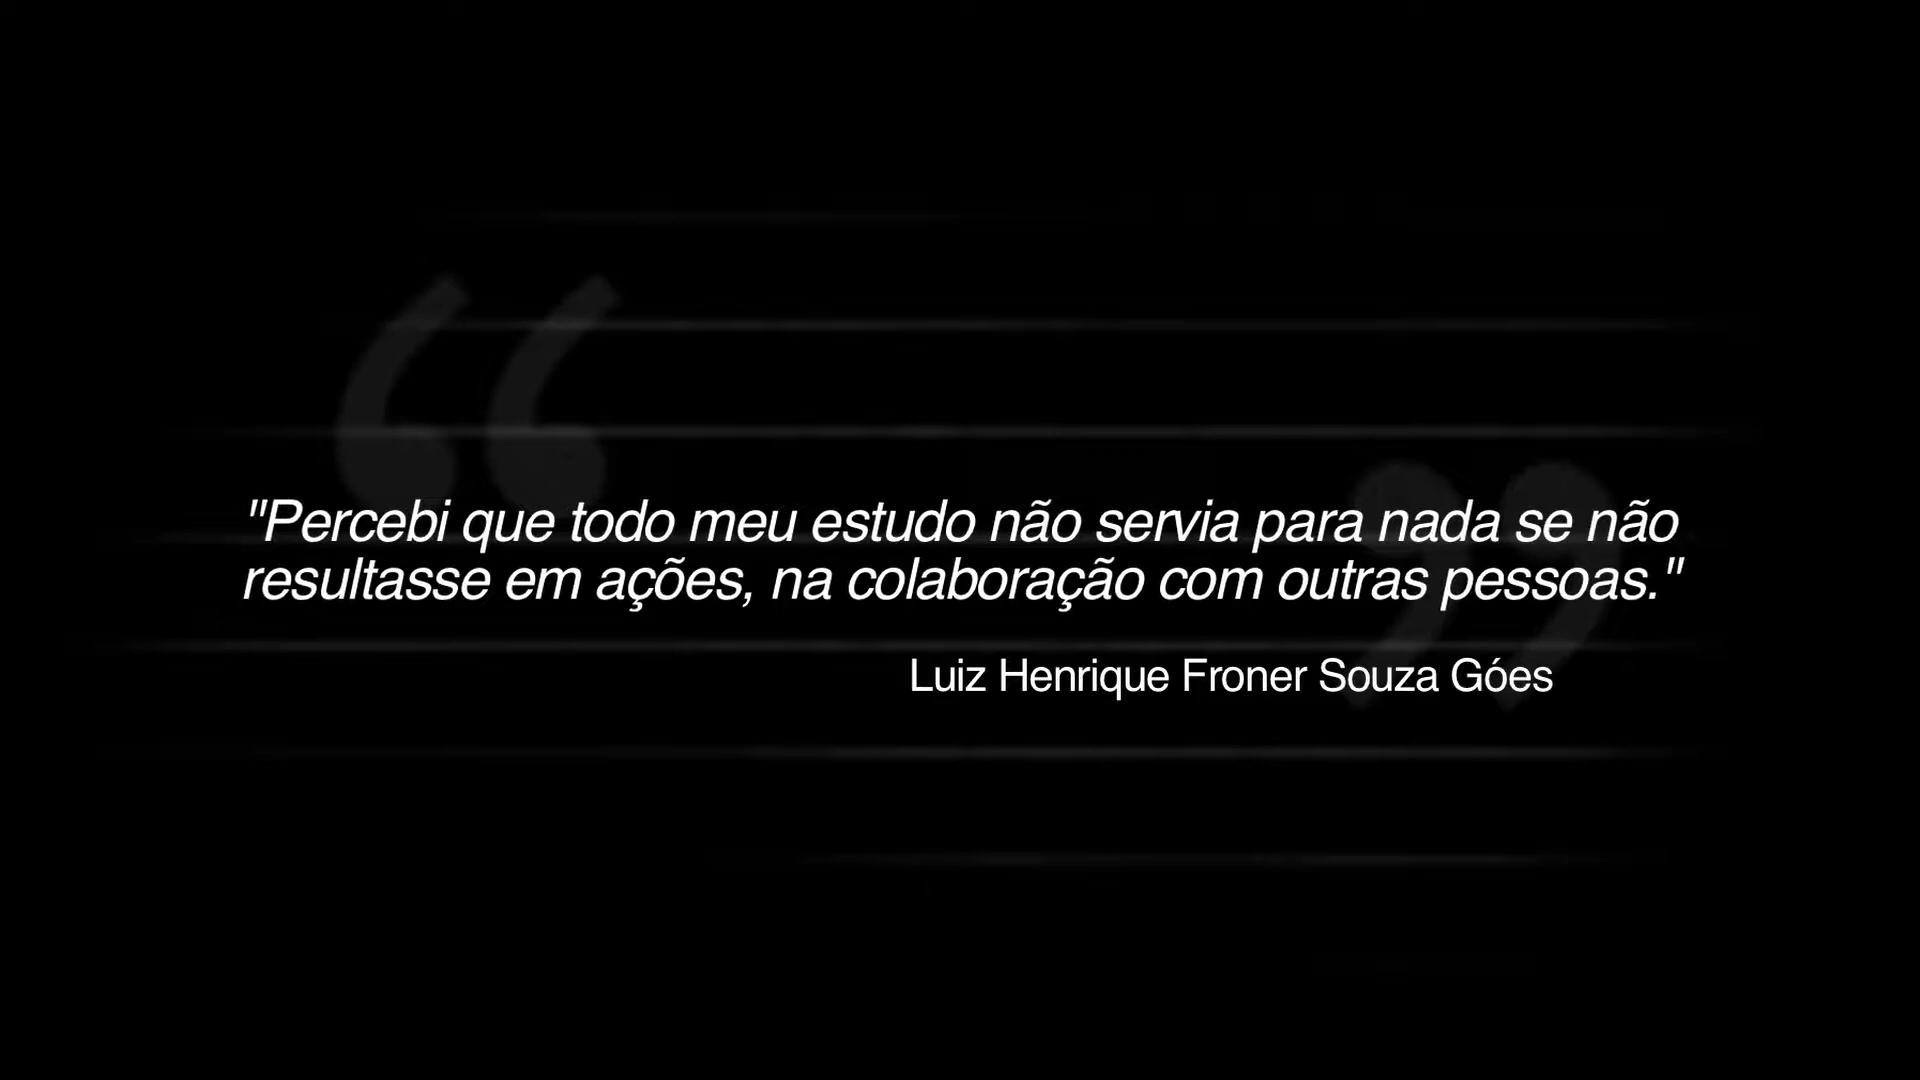 "Percebi que todo meu estudo não servia para nada se não
resultasse em ações, na colaboração com outras pessoas."
Luiz Henrique Froner Souza Góes